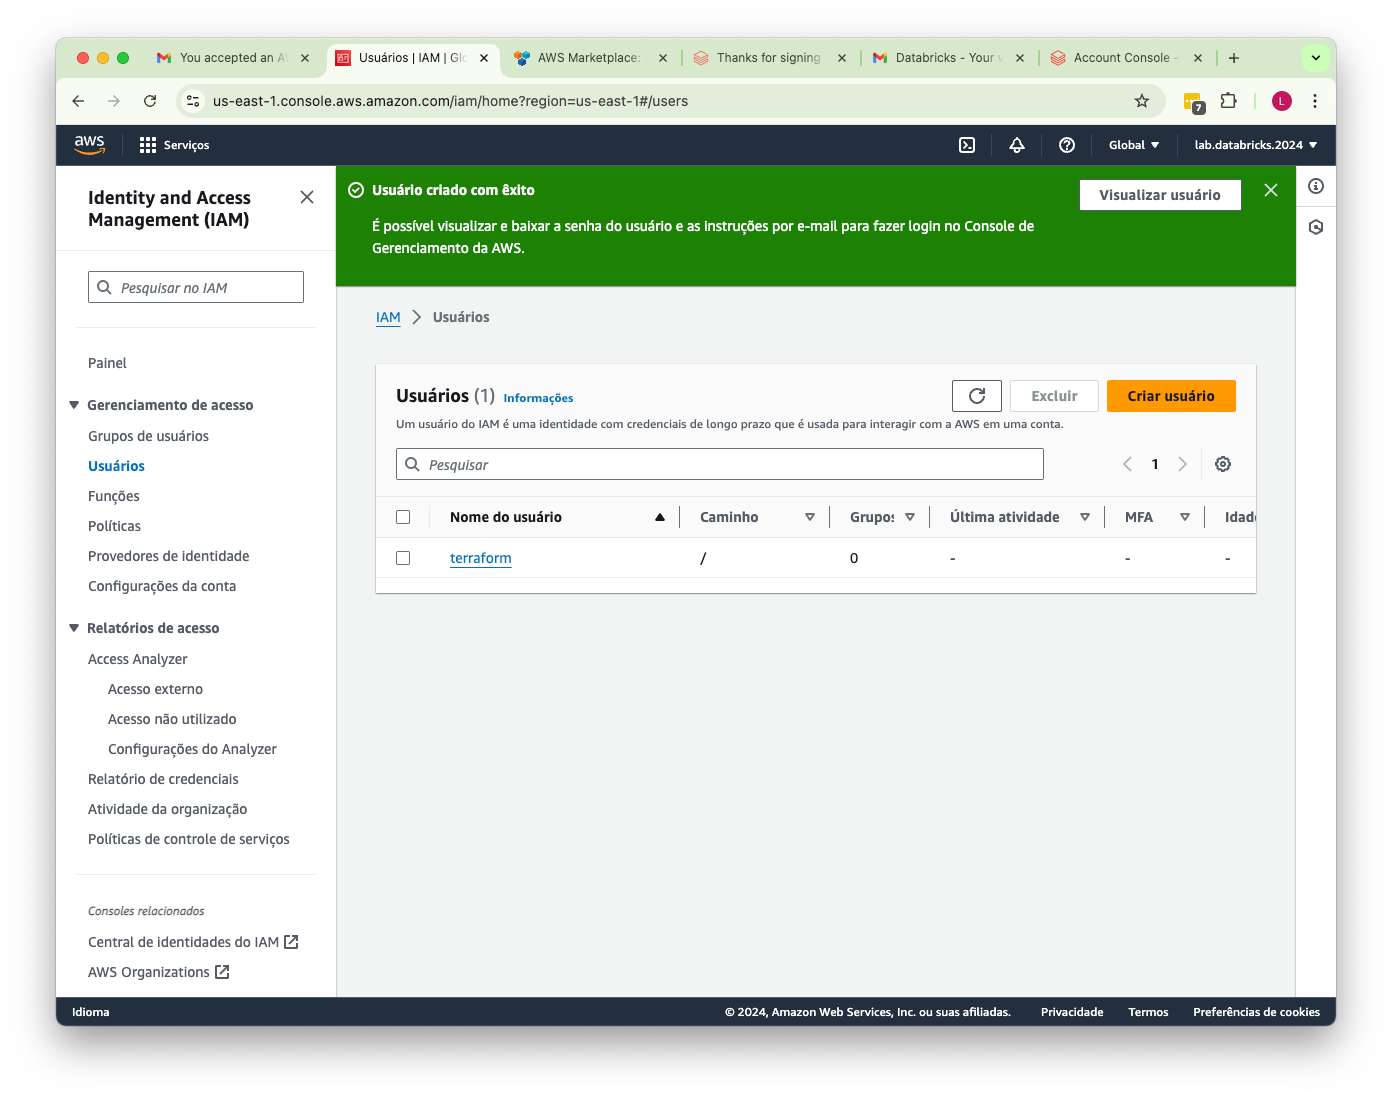 You accepted an A
Usuários | IAM | Glo
AWS Marketplace:
Thanks for signing
Databricks - Your
Account Console -
us-east-1.console.aws.amazon.com/iam/home?region=us-east-1#/users
7
L
aws
Serviços
Global
lab.databricks.2024
Identity and Access
Management (IAM)
Pesquisar no IAM
Painel
Gerenciamento de acesso
Grupos de usuários
Usuários
Funções
Políticas
Provedores de identidade
Configurações da conta
Relatórios de acesso
Access Analyzer
Acesso externo
Acesso não utilizado
Configurações do Analyzer
Relatório de credenciais
Atividade da organização
Políticas de controle de serviços
Consoles relacionados
Central de identidades do IAM
AWS Organizations
Usuário criado com êxito
É possível visualizar e baixar a senha do usuário e as instruções por e-mail para fazer login no Console de
Gerenciamento da AWS.
Visualizar usuário
IAM > Usuários
Usuários (1) Informações
Excluir
Criar usuário
Um usuário do IAM é uma identidade com credenciais de longo prazo que é usada para interagir com a AWS em uma conta.
Pesquisar
1
Nome do usuário Caminho Grupos Última atividade MFA Idad
terraform / 0 - - -
Idioma
© 2024, Amazon Web Services, Inc. ou suas afiliadas. Privacidade Termos Preferências de cookies